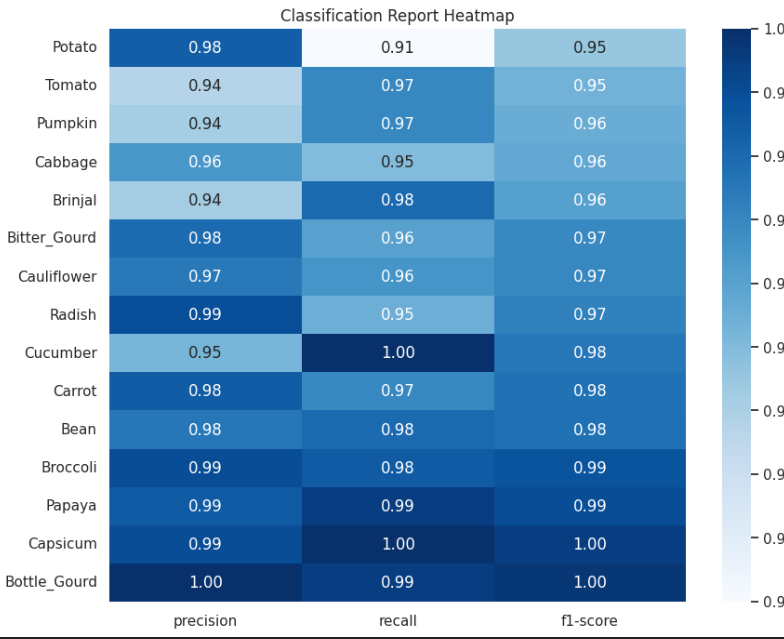 Classification Report Heatmap
Potato 0.98 0.91 0.95
Tomato 0.94 0.97 0.95
Pumpkin 0.94 0.97 0.96
Cabbage 0.96 0.95 0.96
Brinjal 0.94 0.98 0.96
Bitter_Gourd 0.98 0.96 0.97
Cauliflower 0.97 0.96 0.97
Radish 0.99 0.95 0.97
Cucumber 0.95 1.00 0.98
Carrot 0.98 0.97 0.98
Bean 0.98 0.98 0.98
Broccoli 0.99 0.98 0.99
Papaya 0.99 0.99 0.99
Capsicum 0.99 1.00 1.00
Bottle_Gourd 1.00 0.99 1.00
precision recall f1-score